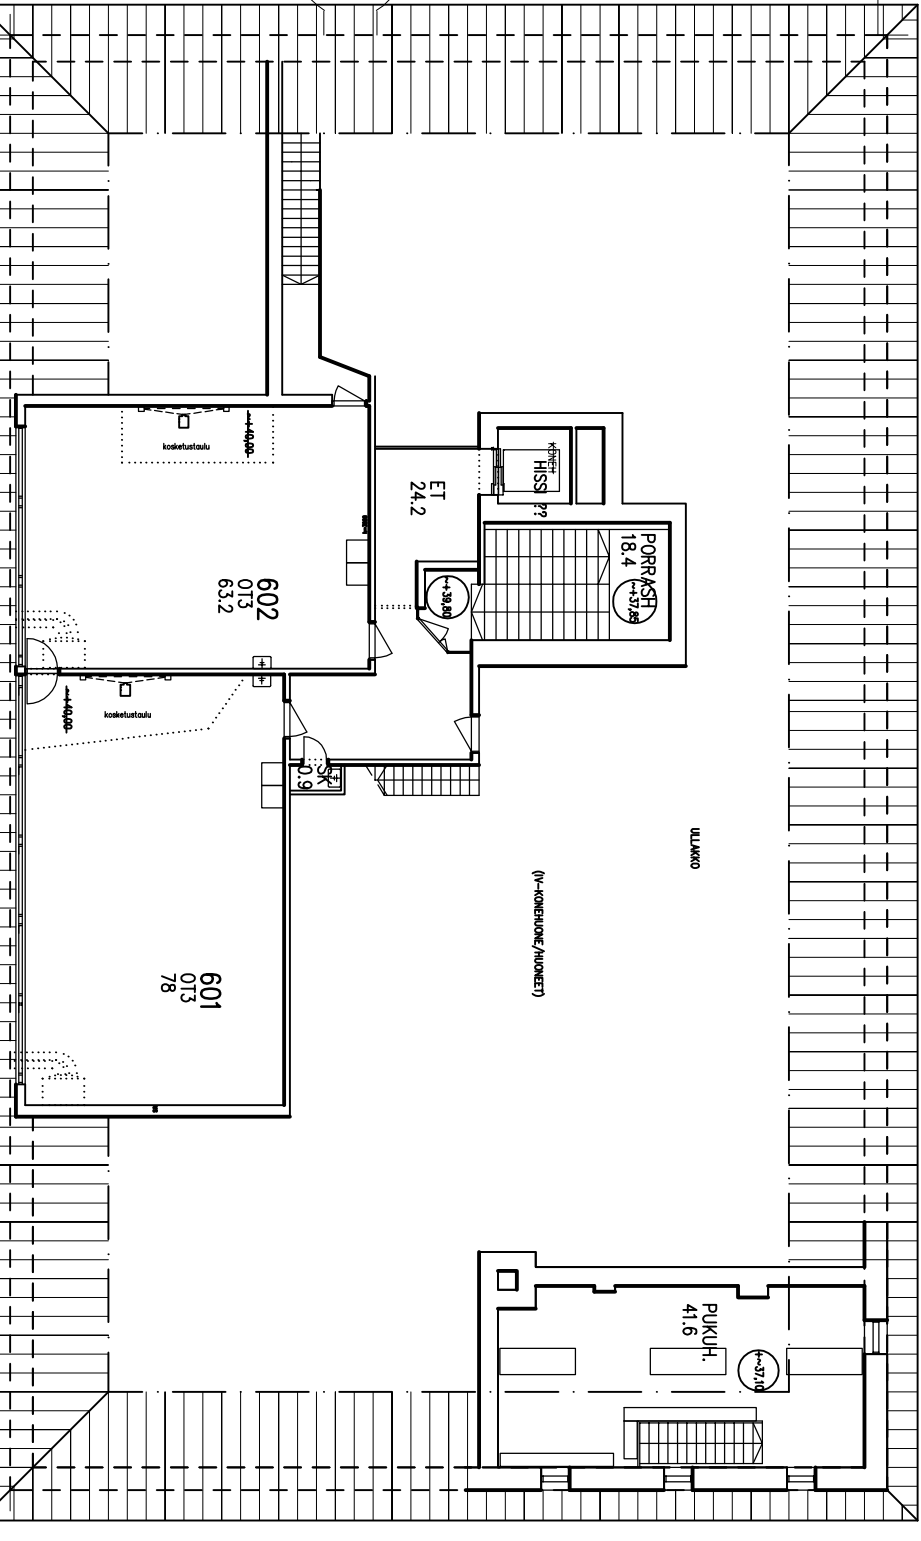 KONEH
HISSI ??
ET
24.2
PORRASH
18.4
~+37,85
~+39,80
~+40,00
kosketustaulu
602
OT3
63.2
~+40,00
kosketustaulu
SK
0.9
ULLAKKO
(IV-KONEHUONE/HUONEET)
601
OT3
78
PUKUH.
41.6
+~37,10